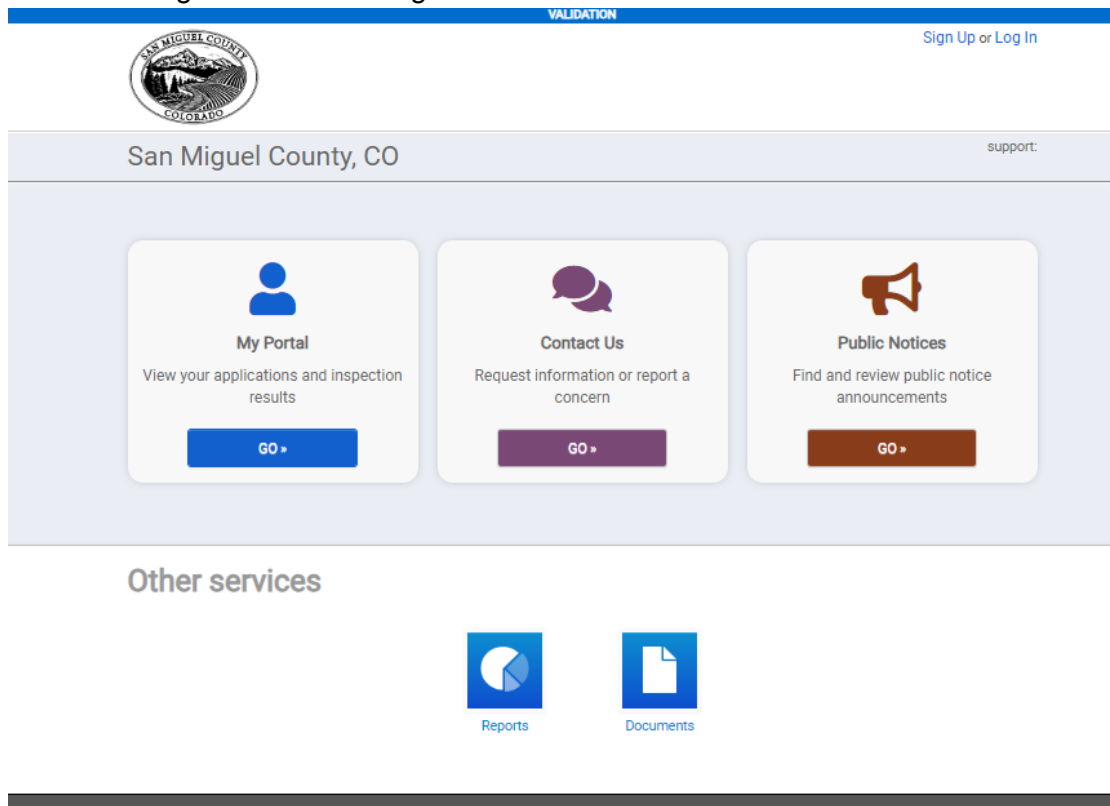 VALIDATION
Sign Up or Log In
SAN MIGUEL COUNTY
COLORADO
San Miguel County, CO
support:
My Portal
View your applications and inspection
results
GO »
Contact Us
Request information or report a
concern
GO »
Public Notices
Find and review public notice
announcements
GO »
Other services
Reports
Documents